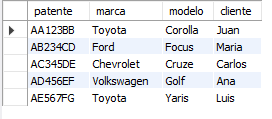 patente marca modelo cliente
AA123BB Toyota Corolla Juan
AB234CD Ford Focus Maria
AC345DE Chevrolet Cruze Carlos
AD456EF Volkswagen Golf Ana
AE567FG Toyota Yaris Luis